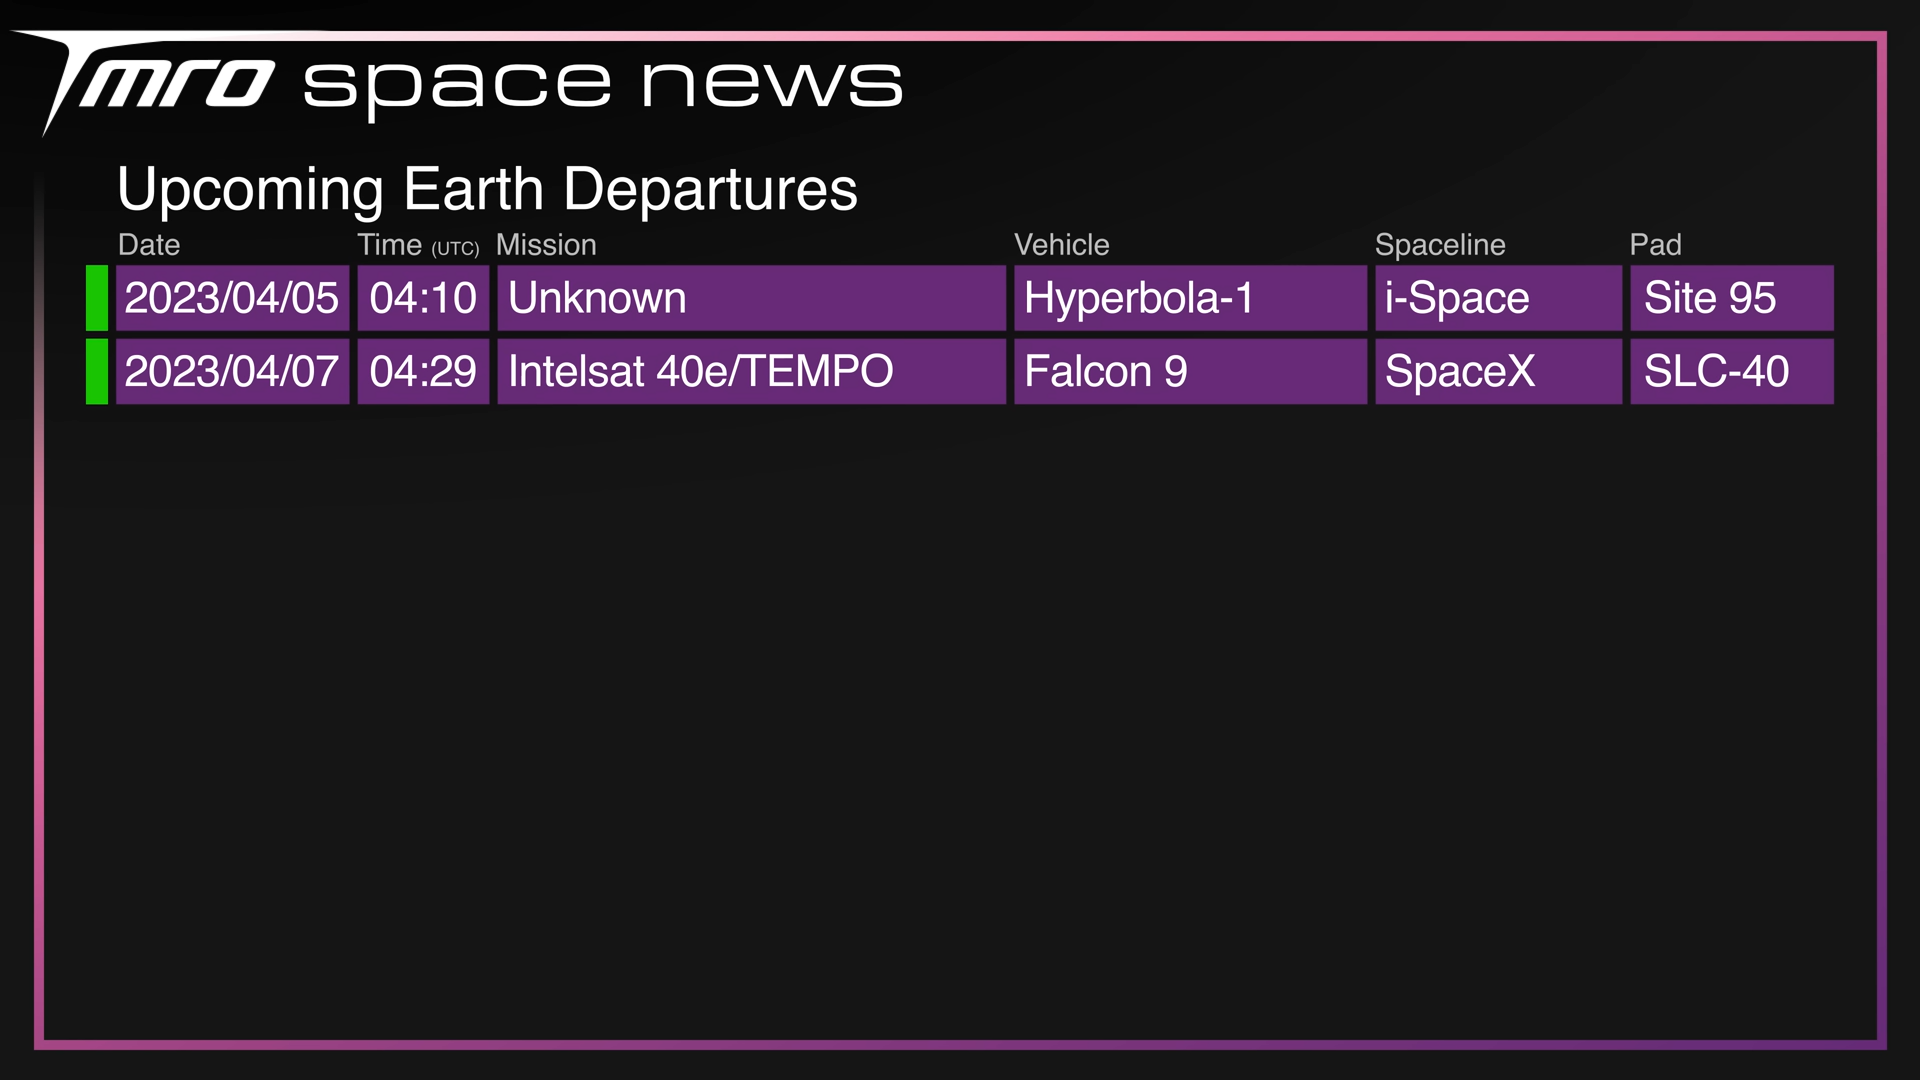 Tmro space news
Upcoming Earth Departures
Date Time (UTC) Mission Vehicle Spaceline Pad
2023/04/05 04:10 Unknown Hyperbola-1 i-Space Site 95
2023/04/07 04:29 Intelsat 40e/TEMPO Falcon 9 SpaceX SLC-40